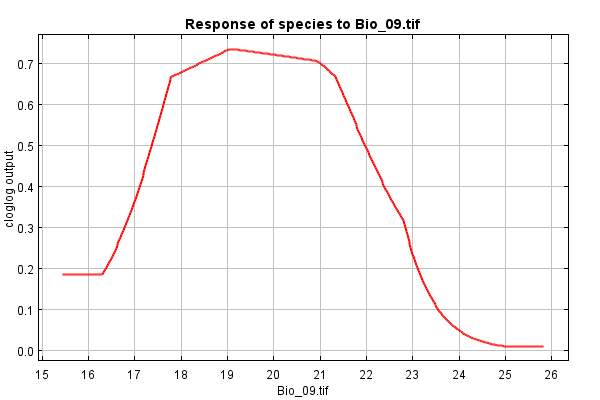 Response of species to Bio_09.tif
cloglog output
0.7
0.6
0.5
0.4
0.3
0.2
0.1
0.0
15 16 17 18 19 20 21 22 23 24 25 26
Bio_09.tif